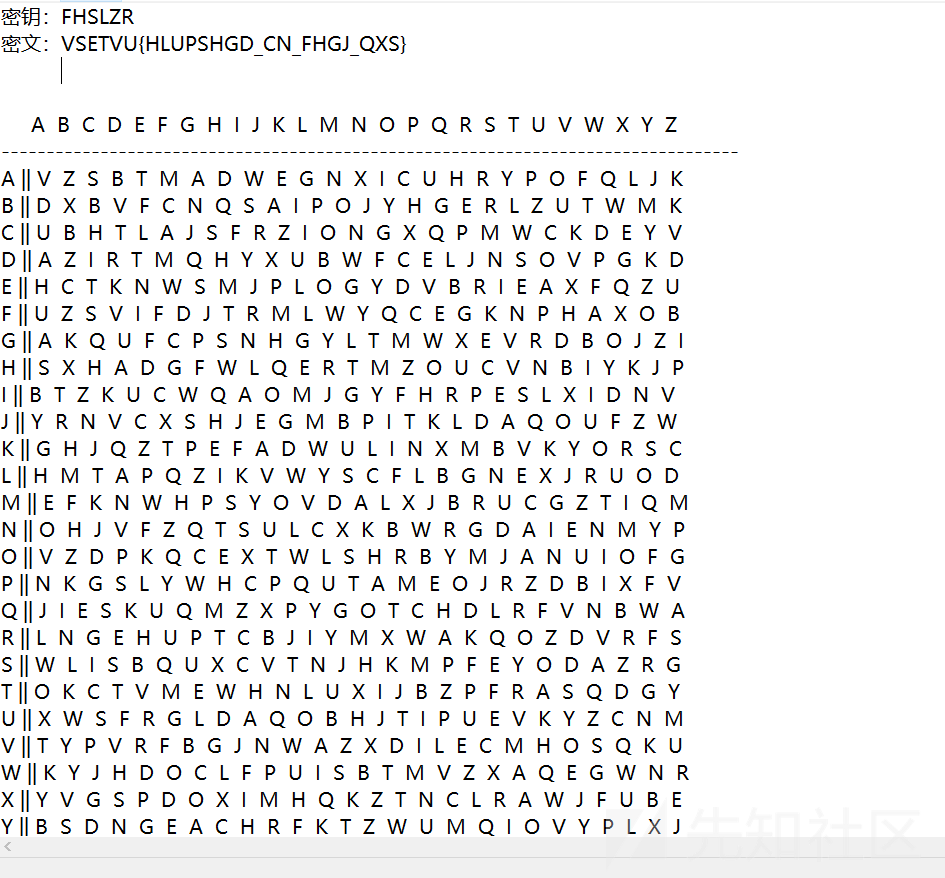 密钥：FHSLZR
密文：VSETVU{HLUPSHGD_CN_FHGJ_QXS}
A B C D E F G H I J K L M N O P Q R S T U V W X Y Z
--------------------------------------------------------------------------------
A‖V Z S B T M A D W E G N X I C U H R Y P O F Q L J K
B‖D X B V F C N Q S A I P O J Y H G E R L Z U T W M K
C‖U B H T L A J S F R Z I O N G X Q P M W C K D E Y V
D‖A Z I R T M Q H Y X U B W F C E L J N S O V P G K D
E‖H C T K N W S M J P L O G Y D V B R I E A X F Q Z U
F‖U Z S V I F D J T R M L W Y Q C E G K N P H A X O B
G‖A K Q U F C P S N H G Y L T M W X E V R D B O J Z I
H‖S X H A D G F W L Q E R T M Z O U C V N B I Y K J P
I‖B T Z K U C W Q A O M J G Y F H R P E S L X I D N V
J‖Y R N V C X S H J E G M B P I T K L D A Q O U F Z W
K‖G H J Q Z T P E F A D W U L I N X M B V K Y O R S C
L‖H M T A P Q Z I K V W Y S C F L B G N E X J R U O D
M‖E F K N W H P S Y O V D A L X J B R U C G Z T I Q M
N‖O H J V F Z Q T S U L C X K B W R G D A I E N M Y P
O‖V Z D P K Q C E X T W L S H R B Y M J A N U I O F G
P‖N K G S L Y W H C P Q U T A M E O J R Z D B I X F V
Q‖J I E S K U Q M Z X P Y G O T C H D L R F V N B W A
R‖L N G E H U P T C B J I Y M X W A K Q O Z D V R F S
S‖W L I S B Q U X C V T N J H K M P F E Y O D A Z R G
T‖O K C T V M E W H N L U X I J B Z P F R A S Q D G Y
U‖X W S F R G L D A Q O B H J T I P U E V K Y Z C N M
V‖T Y P V R F B G J N W A Z X D I L E C M H O S Q K U
W‖K Y J H D O C L F P U I S B T M V Z X A Q E G W N R
X‖Y V G S P D O X I M H Q K Z T N C L R A W J F U B E
Y‖B S D N G E A C H R F K T Z W U M Q I O V Y P L X J
先知社区